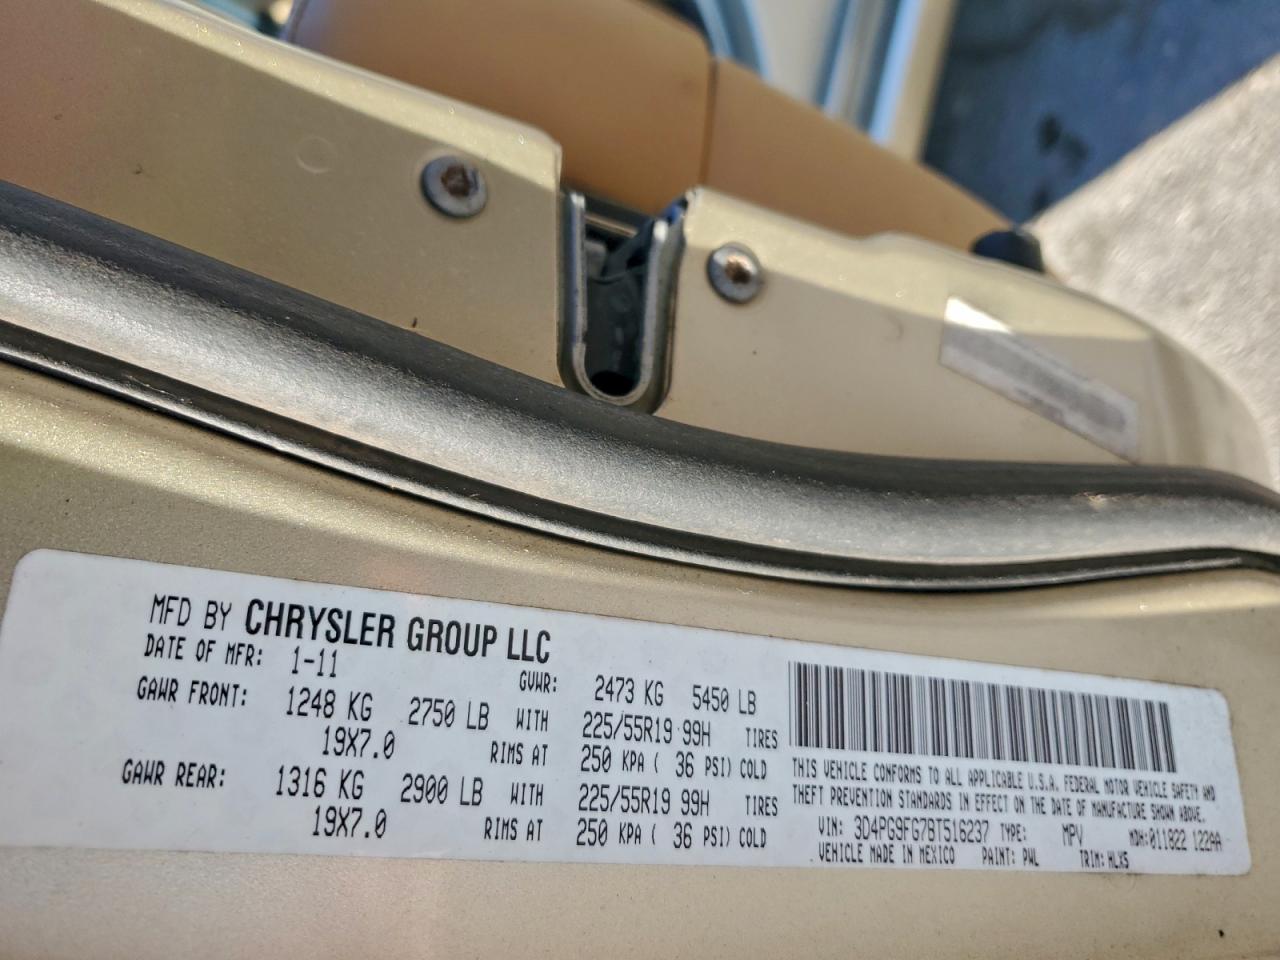 MFD BY CHRYSLER GROUP LLC
DATE OF MFR: 1-11 GVWR: 2473 KG 5450 LB
GAWR FRONT: 1248 KG 2750 LB WITH 225/55R19 99H TIRES
19X7.0 RIMS AT 250 KPA ( 36 PSI) COLD
GAWR REAR: 1316 KG 2900 LB WITH 225/55R19 99H TIRES
19X7.0 RIMS AT 250 KPA ( 36 PSI) COLD
THIS VEHICLE CONFORMS TO ALL APPLICABLE U.S.A. FEDERAL MOTOR VEHICLE SAFETY AND
THEFT PREVENTION STANDARDS IN EFFECT ON THE DATE OF MANUFACTURE SHOWN ABOVE.
VIN: 3D4PG9FG7BT516237 TYPE: MPV MDH:011822 122AA
VEHICLE MADE IN MEXICO PAINT: PWL TRIM: HLX5